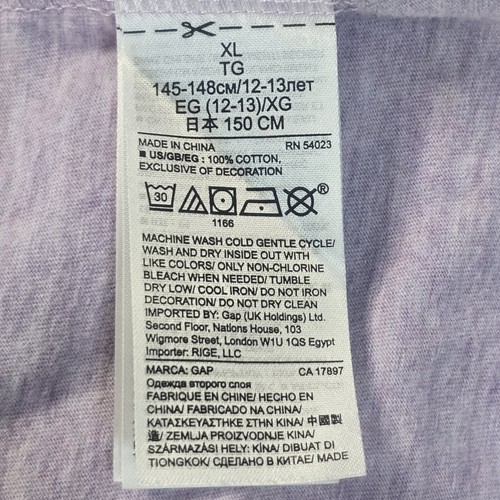 XL
TG
145-148см/12-13лет
EG (12-13)/XG
日本 150 CM
MADE IN CHINA RN 54023
■ US/GB/EG : 100% COTTON,
EXCLUSIVE OF DECORATION
30
®
1166
MACHINE WASH COLD GENTLE CYCLE/
WASH AND DRY INSIDE OUT WITH
LIKE COLORS/ ONLY NON-CHLORINE
BLEACH WHEN NEEDED/ TUMBLE
DRY LOW/ COOL IRON/ DO NOT IRON
DECORATION/ DO NOT DRY CLEAN
IMPORTED BY: Gap (UK Holdings) Ltd.
Second Floor, Nations House, 103
Wigmore Street, London W1U 1QS Egypt
Importer: RIGE, LLC
MARCA: GAP CA 17897
Одежда второго слоя
FABRIQUE EN CHINE/ HECHO EN
CHINA/ FABRICADO NA CHINA/
ΚΑΤΑΣΚΕΥΑΣΤΗΚΕ ΣΤΗΝ ΚΙΝΑ/ 中國製
造/ ZEMLJA PROIZVODNJE KINA/
SZÁRMAZÁSI HELY: KÍNA/ DIBUAT DI
TIONGKOK/ СДЕЛАНО В КИТАЕ/ MADE